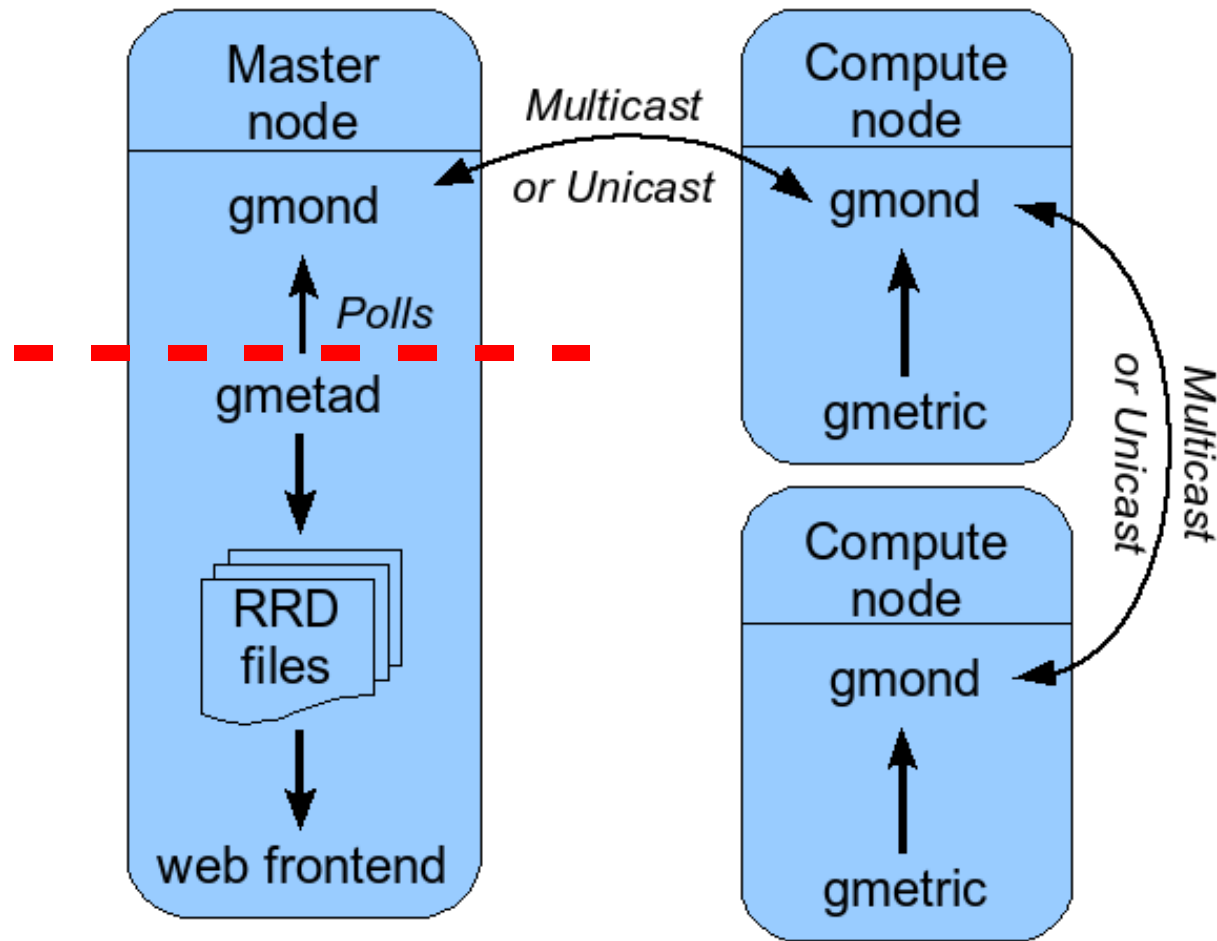 Master
node
gmond
Polls
gmetad
RRD
files
web frontend
Multicast
or Unicast
Compute
node
gmond
gmetric
Multicast
or Unicast
Compute
node
gmond
gmetric